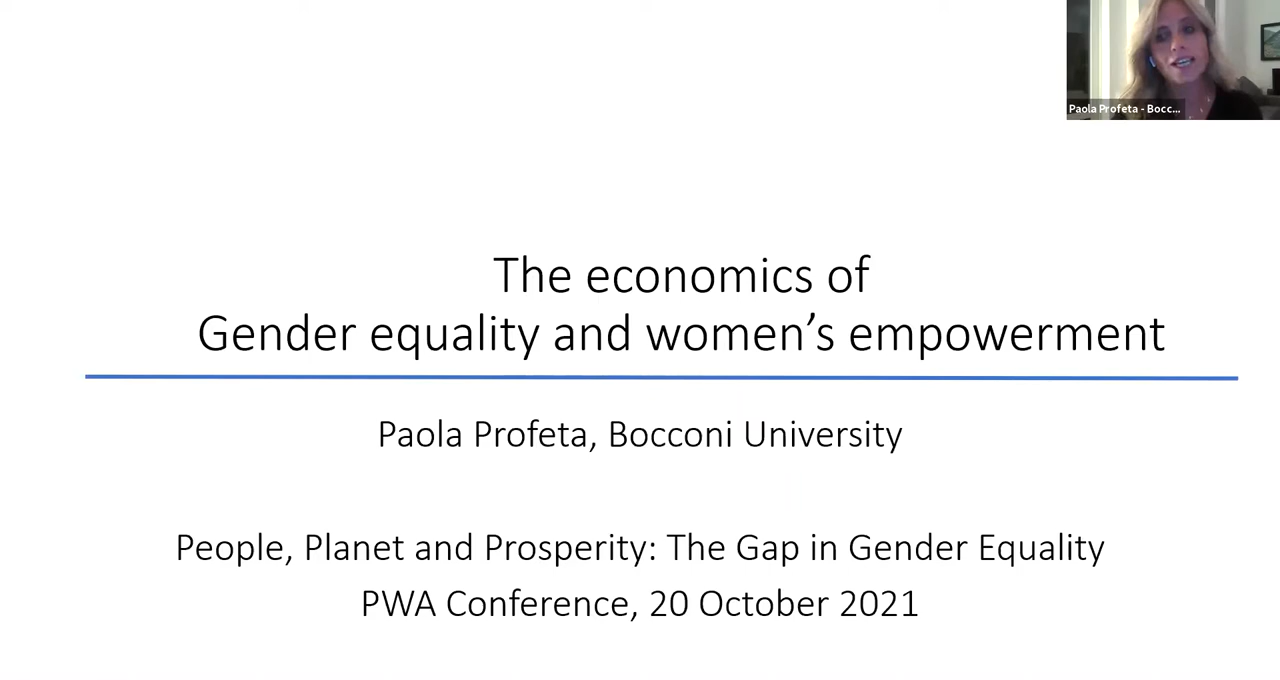 Paola Profeta - Bocc...
The economics of
Gender equality and women’s empowerment
Paola Profeta, Bocconi University
People, Planet and Prosperity: The Gap in Gender Equality
PWA Conference, 20 October 2021